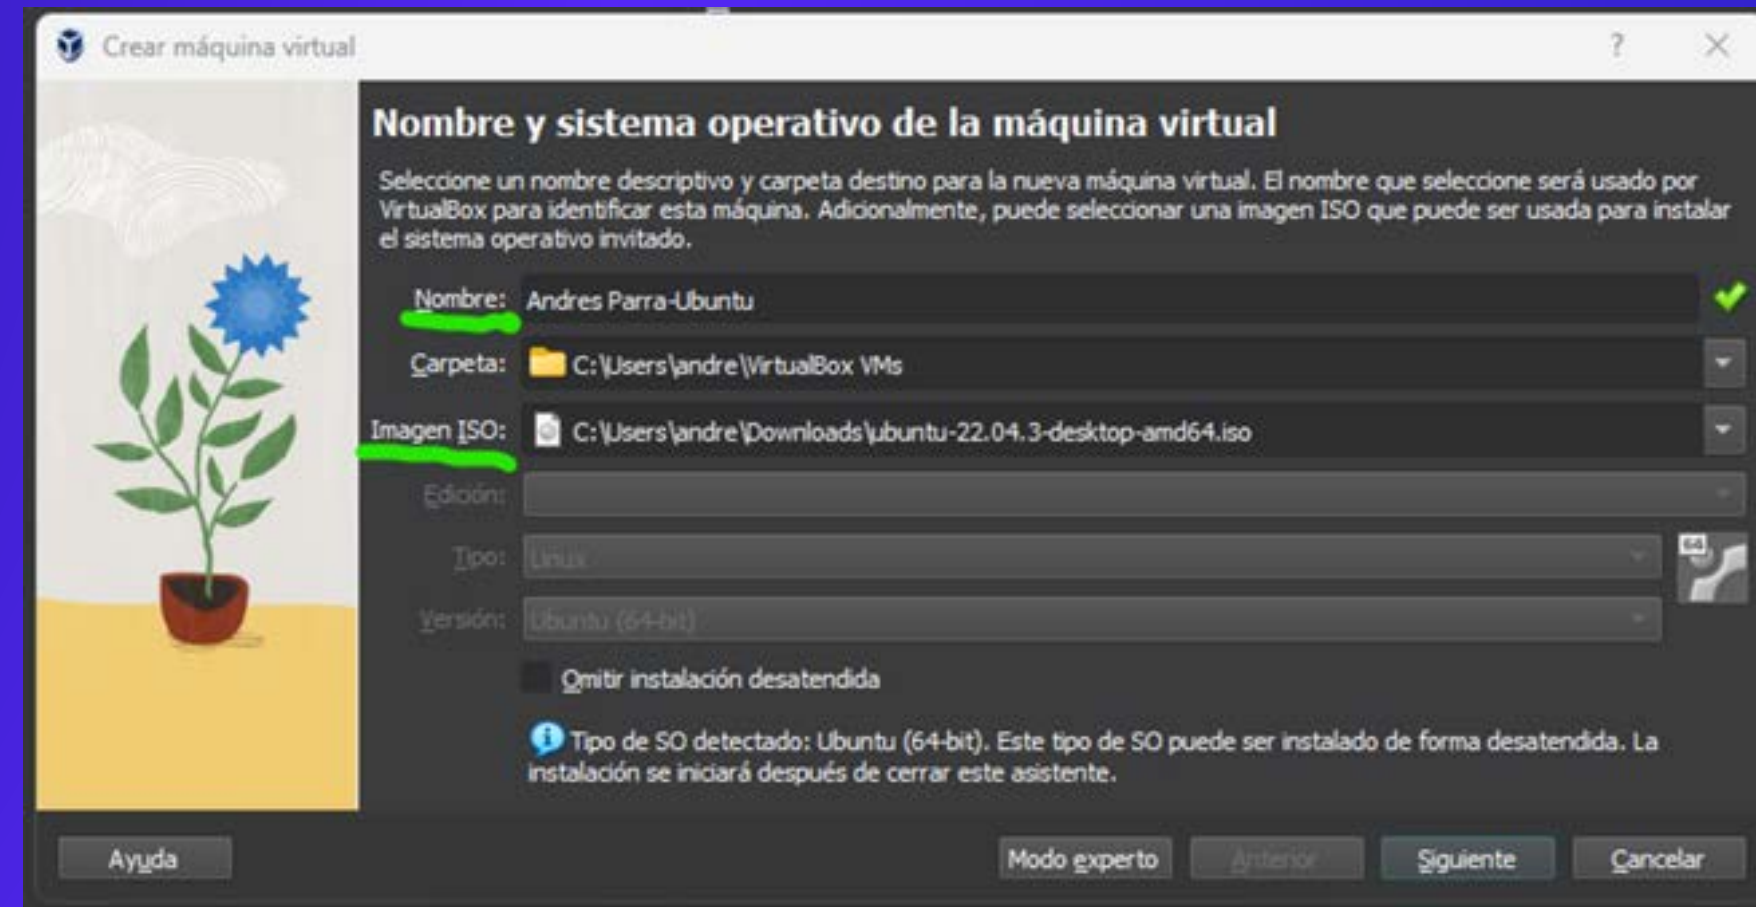 Crear máquina virtual
?
Nombre y sistema operativo de la máquina virtual
Seleccione un nombre descriptivo y carpeta destino para la nueva máquina virtual. El nombre que seleccione será usado por
VirtualBox para identificar esta máquina. Adicionalmente, puede seleccionar una imagen ISO que puede ser usada para instalar
el sistema operativo invitado.
Nombre: Andres Parra-Ubuntu
Carpeta: C:\Users\andre\VirtualBox VMs
Imagen ISO: C:\Users\andre\Downloads\ubuntu-22.04.3-desktop-amd64.iso
Edición:
Tipo: Linux
64
Versión: Ubuntu (64-bit)
Omitir instalación desatendida
Tipo de SO detectado: Ubuntu (64-bit). Este tipo de SO puede ser instalado de forma desatendida. La
instalación se iniciará después de cerrar este asistente.
Ayuda Modo experto Anterior Siguiente Cancelar